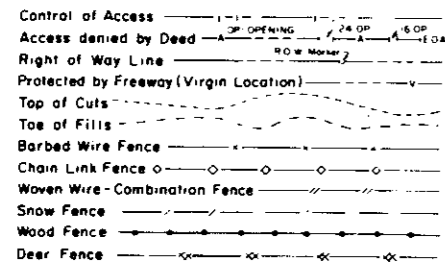 Control of Access
Access denied by Deed A OP. OPENING 24 OP A 16 OP E D A
Right of Way Line R.O.W. Marker
Protected by Freeway (Virgin Location) v
Top of Cuts
Toe of Fills
Barbed Wire Fence
Chain Link Fence
Woven Wire - Combination Fence
Snow Fence
Wood Fence
Deer Fence